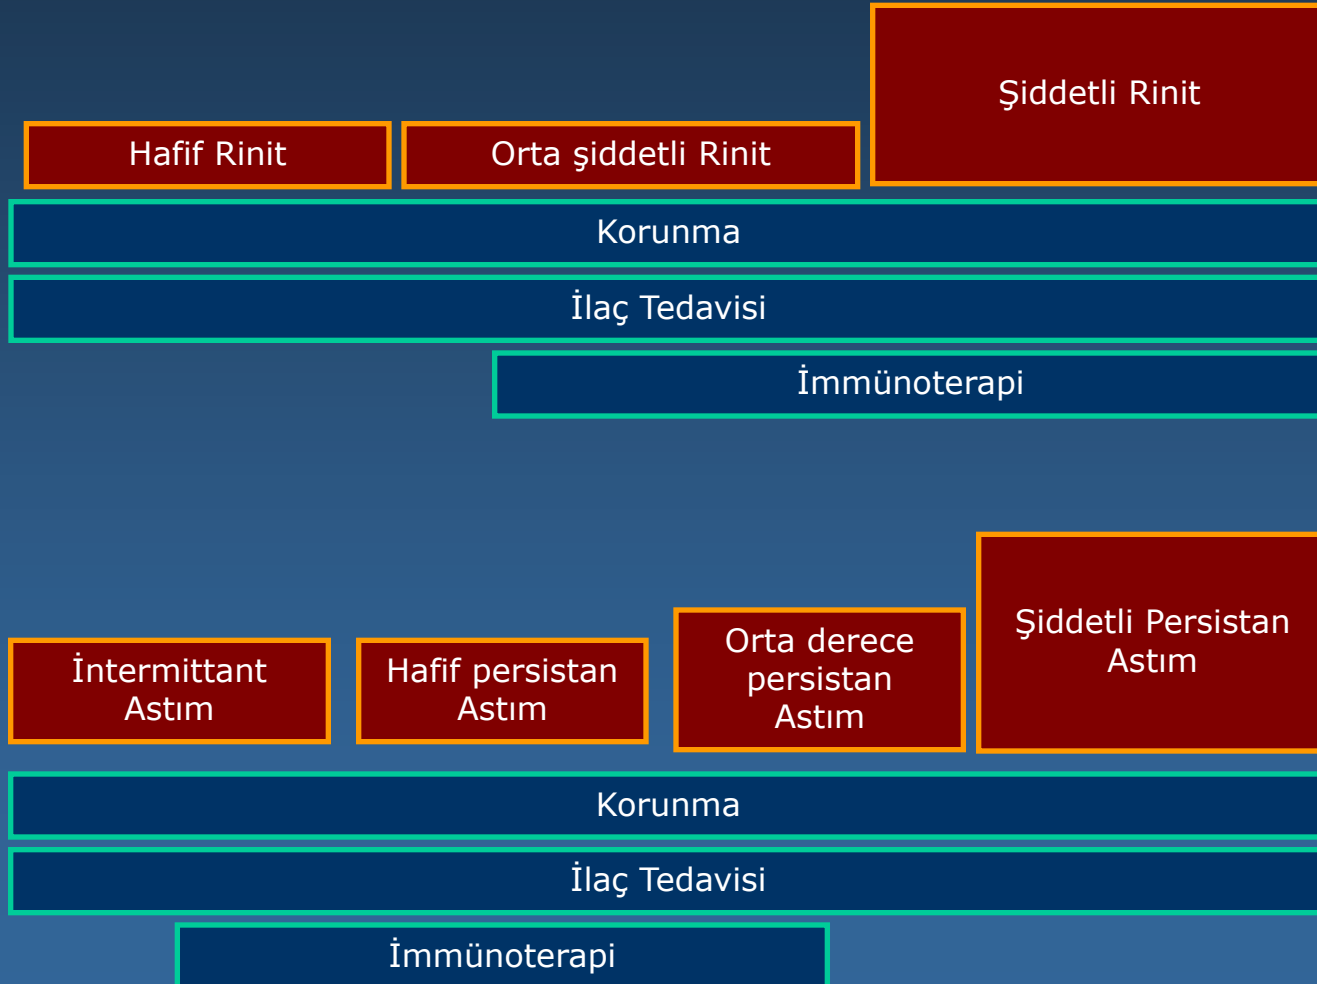 Şiddetli Rinit
Hafif Rinit
Orta şiddetli Rinit
Korunma
İlaç Tedavisi
İmmünoterapi
İntermittant
Astım
Hafif persistan
Astım
Orta derece
persistan
Astım
Şiddetli Persistan
Astım
Korunma
İlaç Tedavisi
İmmünoterapi